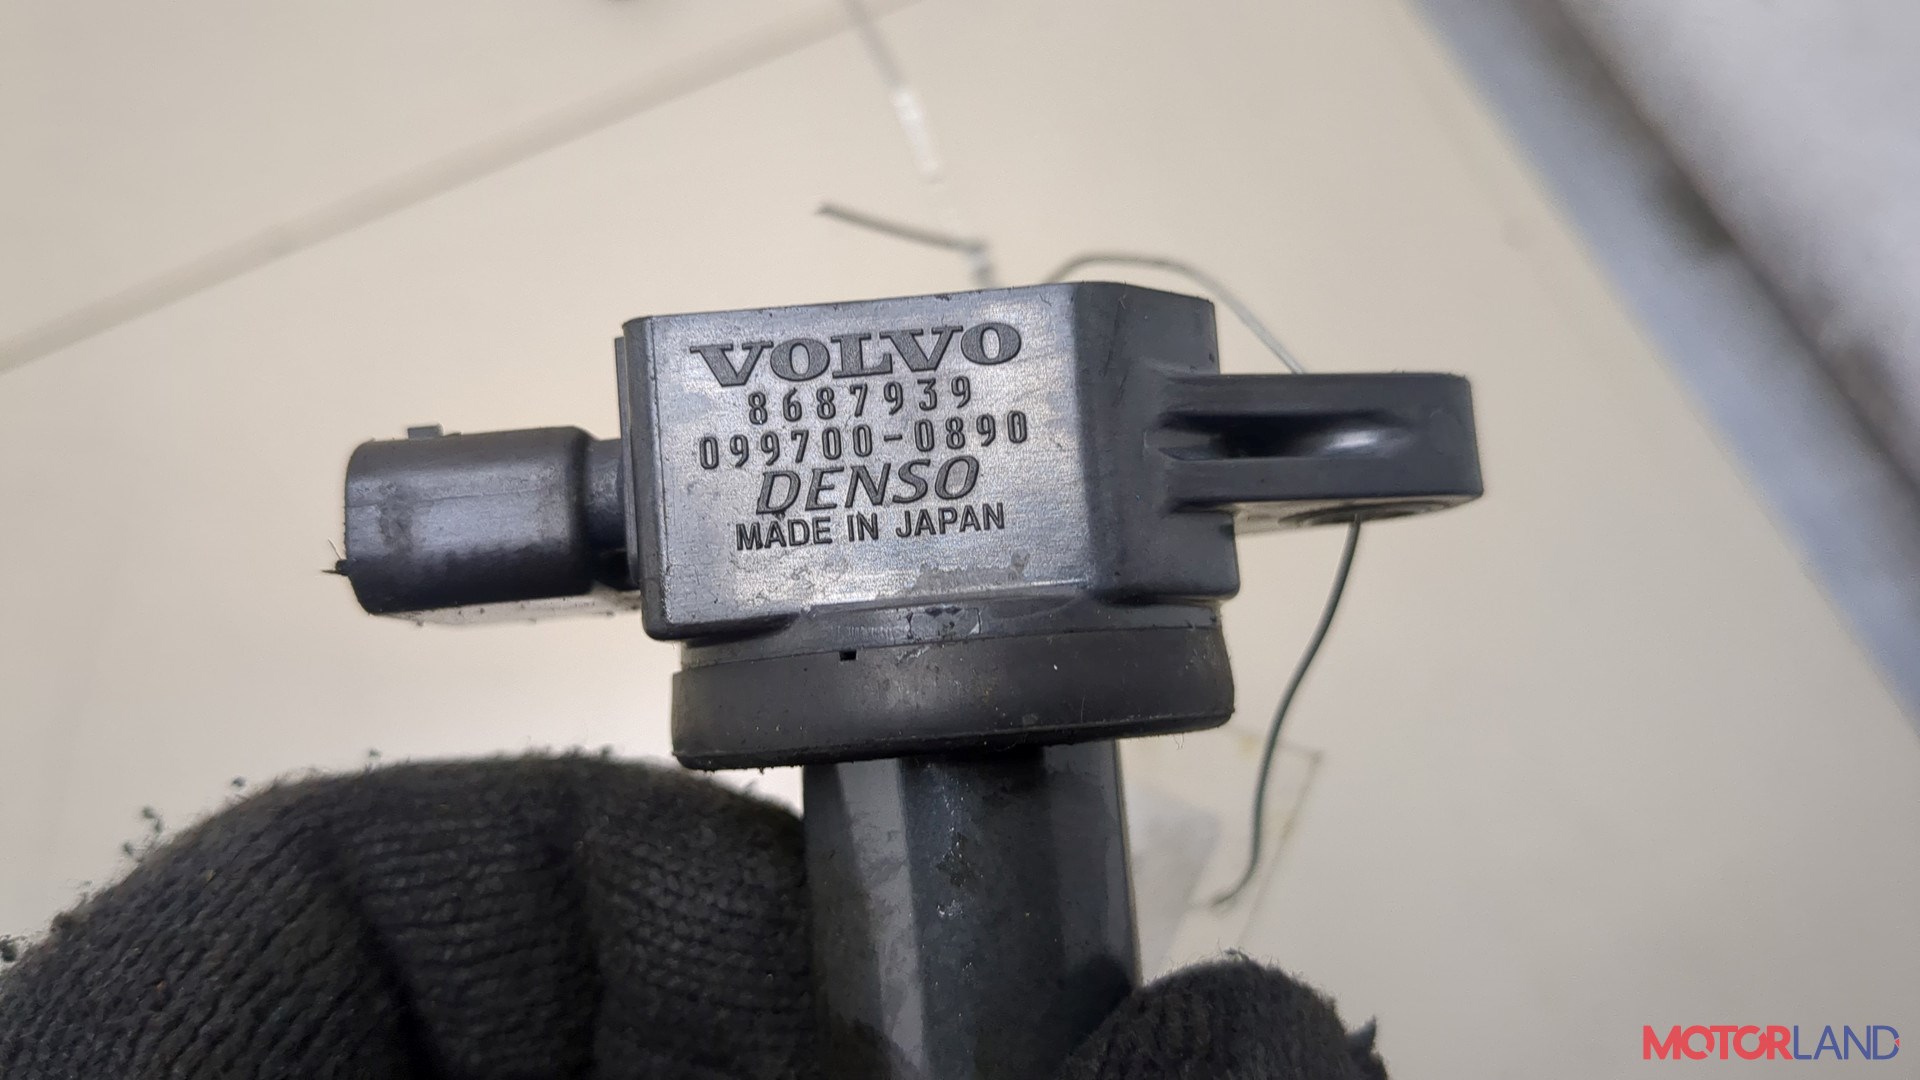 VOLVO
8687939
099700-0890
DENSO
MADE IN JAPAN
MOTORLAND